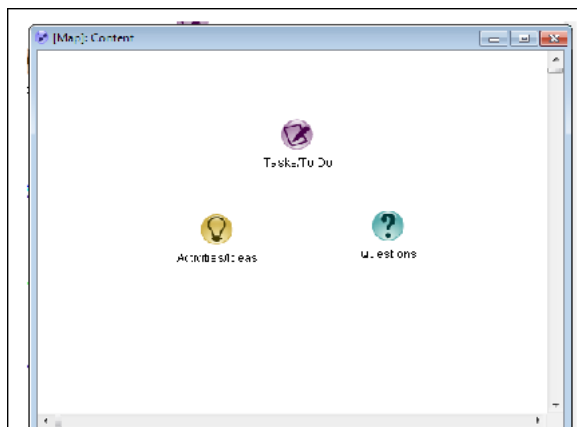 [Map]: Content
Tasks/To Do
Activities/Ideas
Questions